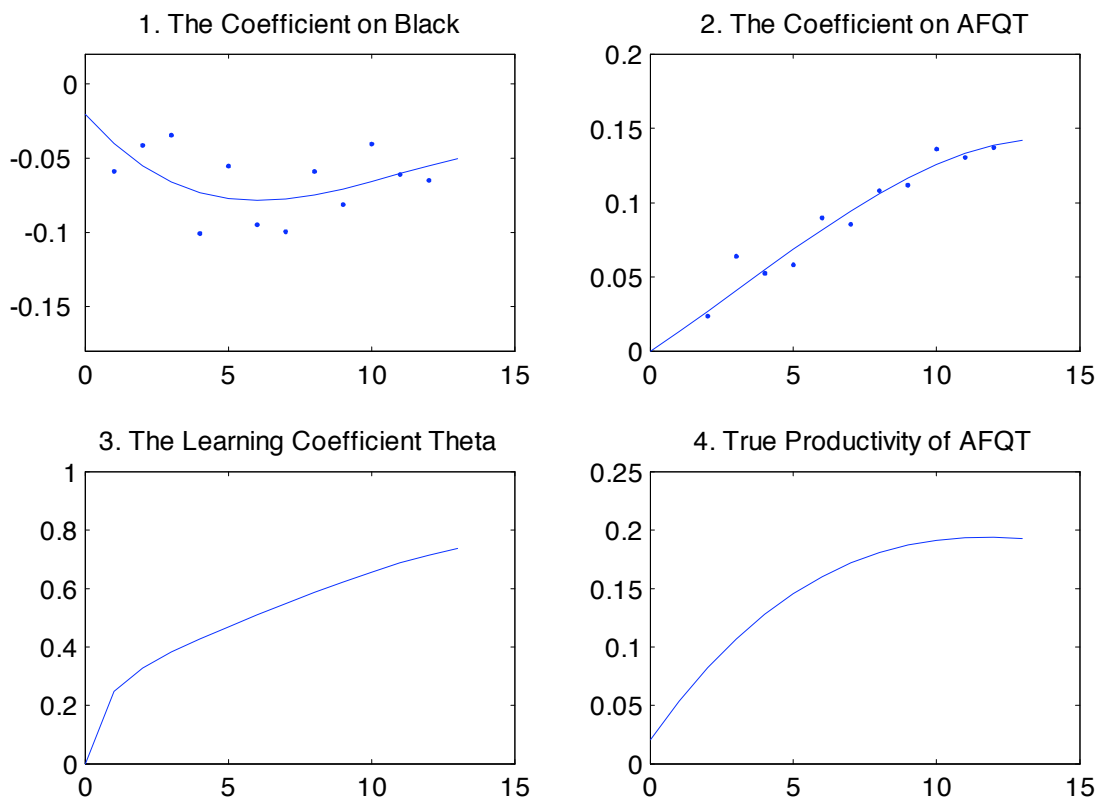 1. The Coefficient on Black
0
-0.05
-0.1
-0.15
0 5 10 15
2. The Coefficient on AFQT
0.2
0.15
0.1
0.05
0
0 5 10 15
3. The Learning Coefficient Theta
1
0.8
0.6
0.4
0.2
0
0 5 10 15
4. True Productivity of AFQT
0.25
0.2
0.15
0.1
0.05
0
0 5 10 15